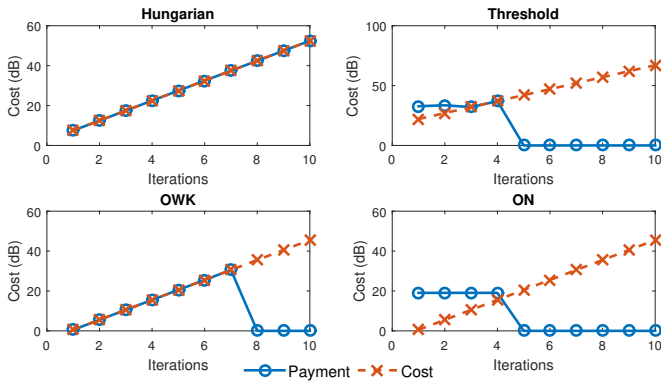 Hungarian
Threshold
60
40
20
0
Cost (dB)
0 2 4 6 8 10
Iterations
100
50
0
Cost (dB)
0 2 4 6 8 10
Iterations
OWK
ON
60
40
20
0
Cost (dB)
0 2 4 6 8 10
Iterations
60
40
20
0
Cost (dB)
0 2 4 6 8 10
Iterations
Payment Cost